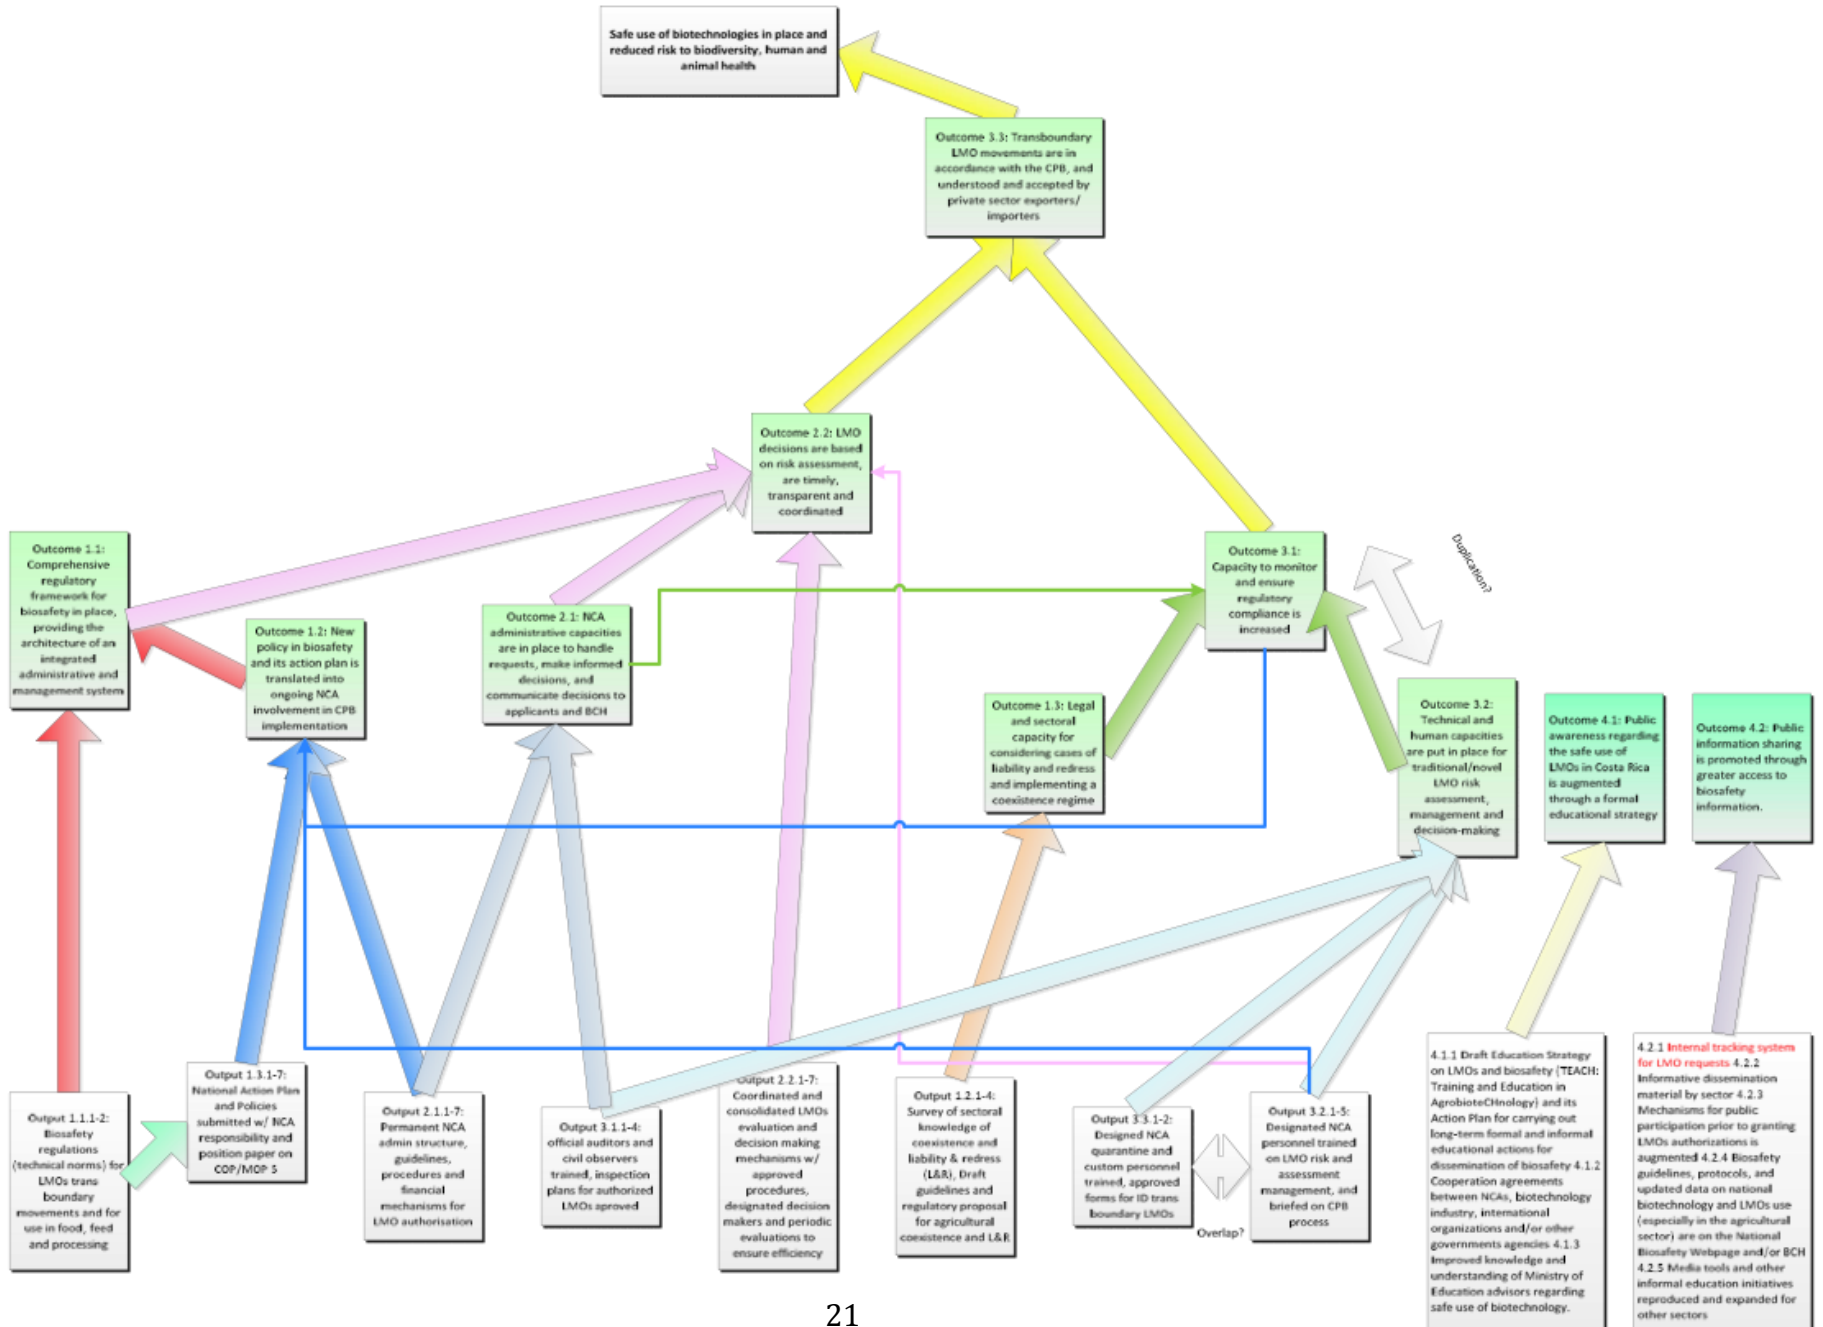 Safe use of biotechnologies in place and
reduced risk to biodiversity, human and
animal health
Outcome 3.3: Transboundary
LMO movements are in
accordance with the CPB, and
understood and accepted by
private sector exporters/
importers
Outcome 2.2: LMO
decisions are based
on risk assessment,
are timely,
transparent and
coordinated
Outcome 1.1:
Comprehensive
regulatory
framework for
biosafety in place,
providing the
architecture of an
integrated
administrative and
management system
Outcome 1.2: New
policy in biosafety
and its action plan is
translated into
ongoing NCA
involvement in CPB
implementation
Outcome 2.1: NCA
administrative capacities
are in place to handle
requests, make informed
decisions, and
communicate decisions to
applicants and BCH
Outcome 3.1:
Capacity to monitor
and ensure
regulatory
compliance is
increased
Duplication?
Outcome 1.3: Legal
and sectoral
capacity for
considering cases of
liability and redress
and implementing a
coexistence regime
Outcome 3.2:
Technical and
human capacities
are put in place for
traditional/novel
LMO risk
assessment,
management and
decision-making
Outcome 4.1: Public
awareness regarding
the safe use of
LMOs in Costa Rica
is augmented
through a formal
educational strategy
Outcome 4.2: Public
information sharing
is promoted through
greater access to
biosafety
information.
Output 1.1.1-2:
Biosafety
regulations
(technical norms) for
LMOs trans
boundary
movements and for
use in food, feed
and processing
Output 1.3.1-7:
National Action Plan
and Policies
submitted w/ NCA
responsibility and
position paper on
COP/MOP 5
Output 2.1.1-7:
Permanent NCA
admin structure,
guidelines,
procedures and
financial
mechanisms for
LMO authorisation
Output 3.1.1-4:
official auditors and
civil observers
trained, inspection
plans for authorized
LMOs aproved
Output 2.2.1-7:
Coordinated and
consolidated LMOs
evaluation and
decision making
mechanisms w/
approved
procedures,
designated decision
makers and periodic
evaluations to
ensure efficiency
Output 1.2.1-4:
Survey of sectoral
knowledge of
coexistence and
liability & redress
(L&R), Draft
guidelines and
regulatory proposal
for agricultural
coexistence and L&R
Output 3.3.1-2:
Designed NCA
quarantine and
custom personnel
trained, approved
forms for ID trans
boundary LMOs
Overlap?
Output 3.2.1-5:
Designated NCA
personnel trained
on LMO risk and
assessment
management, and
briefed on CPB
process
4.1.1 Draft Education Strategy
on LMOs and biosafety (TEACH:
Training and Education in
AgrobioteCHnology) and its
Action Plan for carrying out
long-term formal and informal
educational actions for
dissemination of biosafety 4.1.2
Cooperation agreements
between NCAs, biotechnology
industry, international
organizations and/or other
governments agencies 4.1.3
Improved knowledge and
understanding of Ministry of
Education advisors regarding
safe use of biotechnology.
4.2.1 Internal tracking system
for LMO requests 4.2.2
Informative dissemination
material by sector 4.2.3
Mechanisms for public
participation prior to granting
LMOs authorizations is
augmented 4.2.4 Biosafety
guidelines, protocols, and
updated data on national
biotechnology and LMOs use
(especially in the agricultural
sector) are on the National
Biosafety Webpage and/or BCH
4.2.5 Media tools and other
informal education initiatives
reproduced and expanded for
other sectors
21